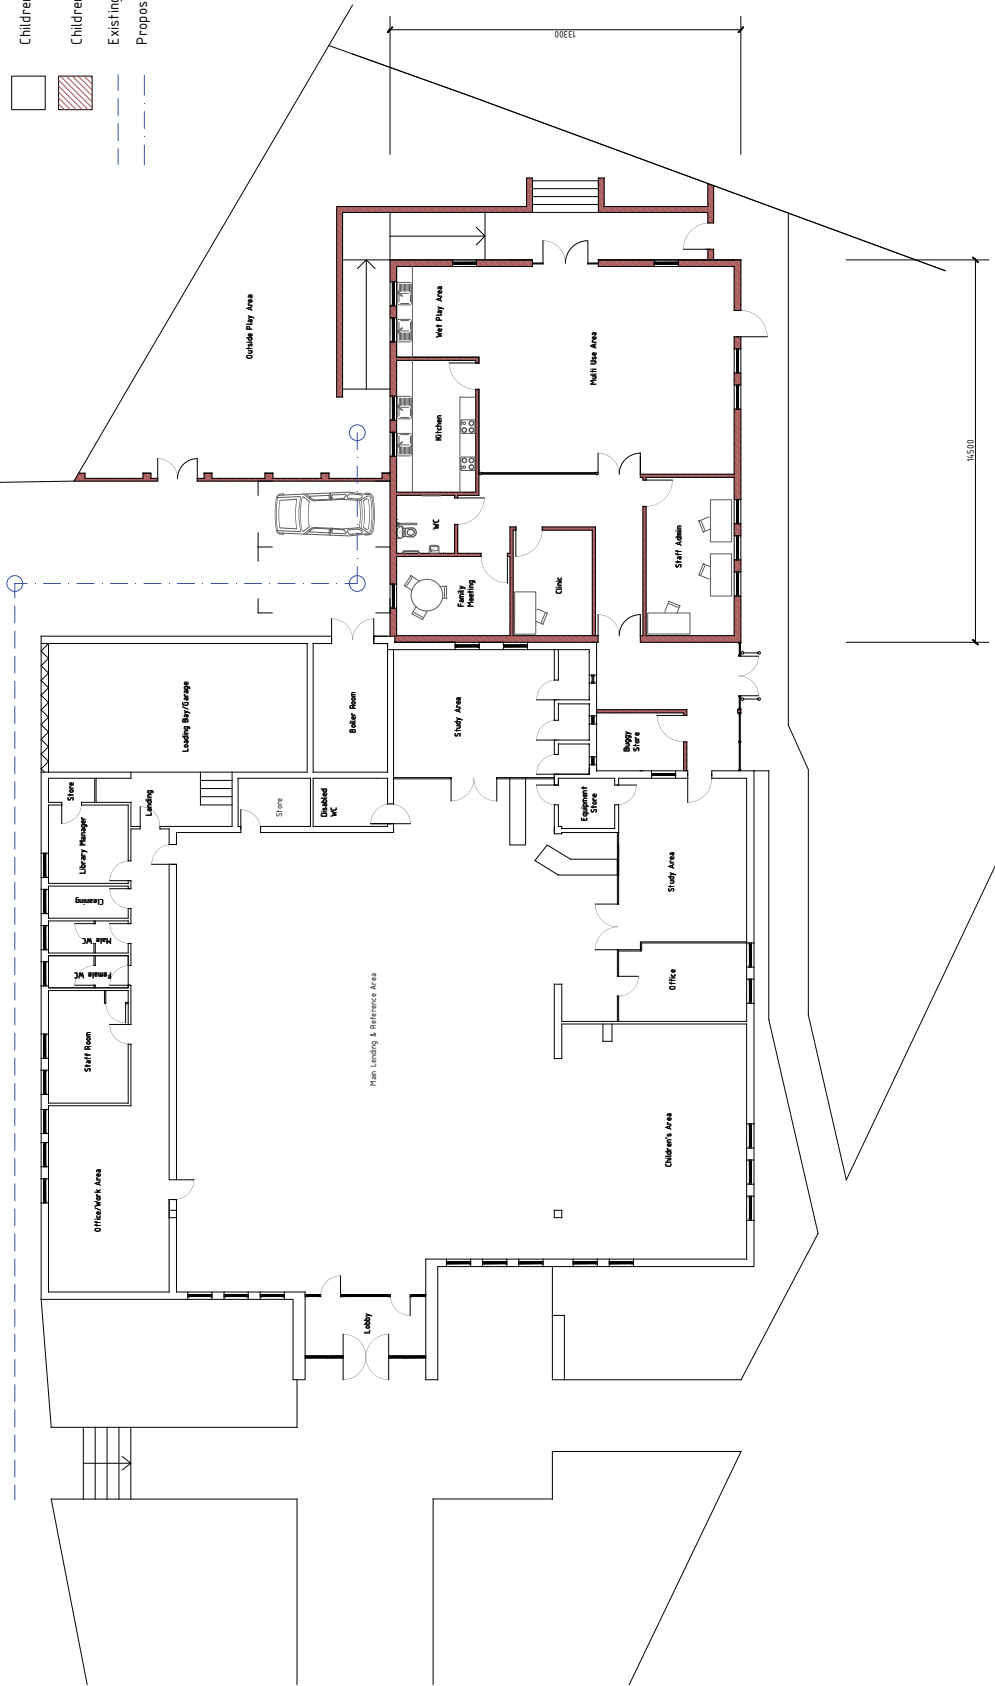 Children
Children
Existing
Propos
13300
14500
Outside Play Area
Wet Play Area
Multi Use Area
Kitchen
WC
Staff Admin
Family
Meeting
Clinic
Loading Bay/Garage
Boiler Room
Study Area
Buggy
Store
Store
Landing
Store
Disabled
WC
Equipment
Store
Library Manager
Cleaning
Male WC
Female WC
Study Area
Staff Room
Main Lending & Reference Area
Office
Office/Work Area
Children's Area
Lobby